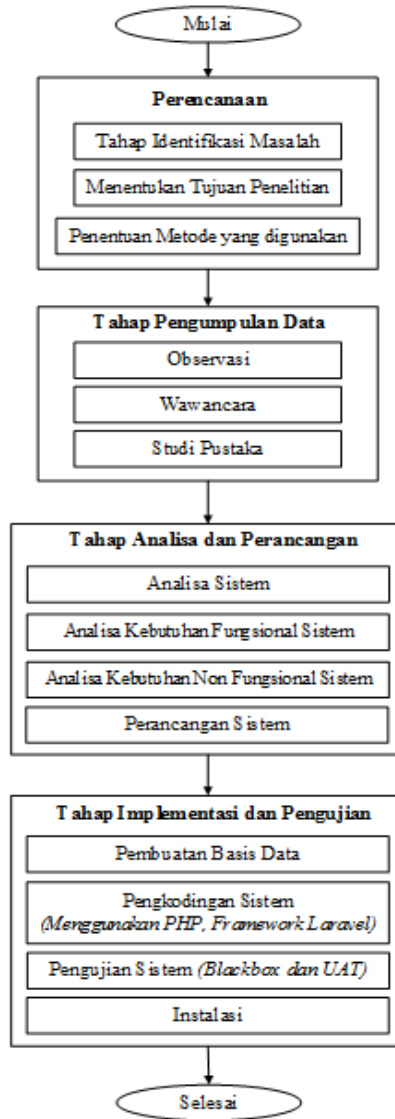 Mulai
Perencanaan
Tahap Identifikasi Masalah
Menentukan Tujuan Penelitian
Penentuan Metode yang digunakan
Tahap Pengumpulan Data
Observasi
Wawancara
Studi Pustaka
Tahap Analisa dan Perancangan
Analisa Sistem
Analisa Kebutuhan Fungsional Sistem
Analisa Kebutuhan Non Fungsional Sistem
Perancangan Sistem
Tahap Implementasi dan Pengujian
Pembuatan Basis Data
Pengkodingan Sistem
(Menggunakan PHP, Framework Laravel)
Pengujian Sistem (Blackbox dan UAT)
Instalasi
Selesai